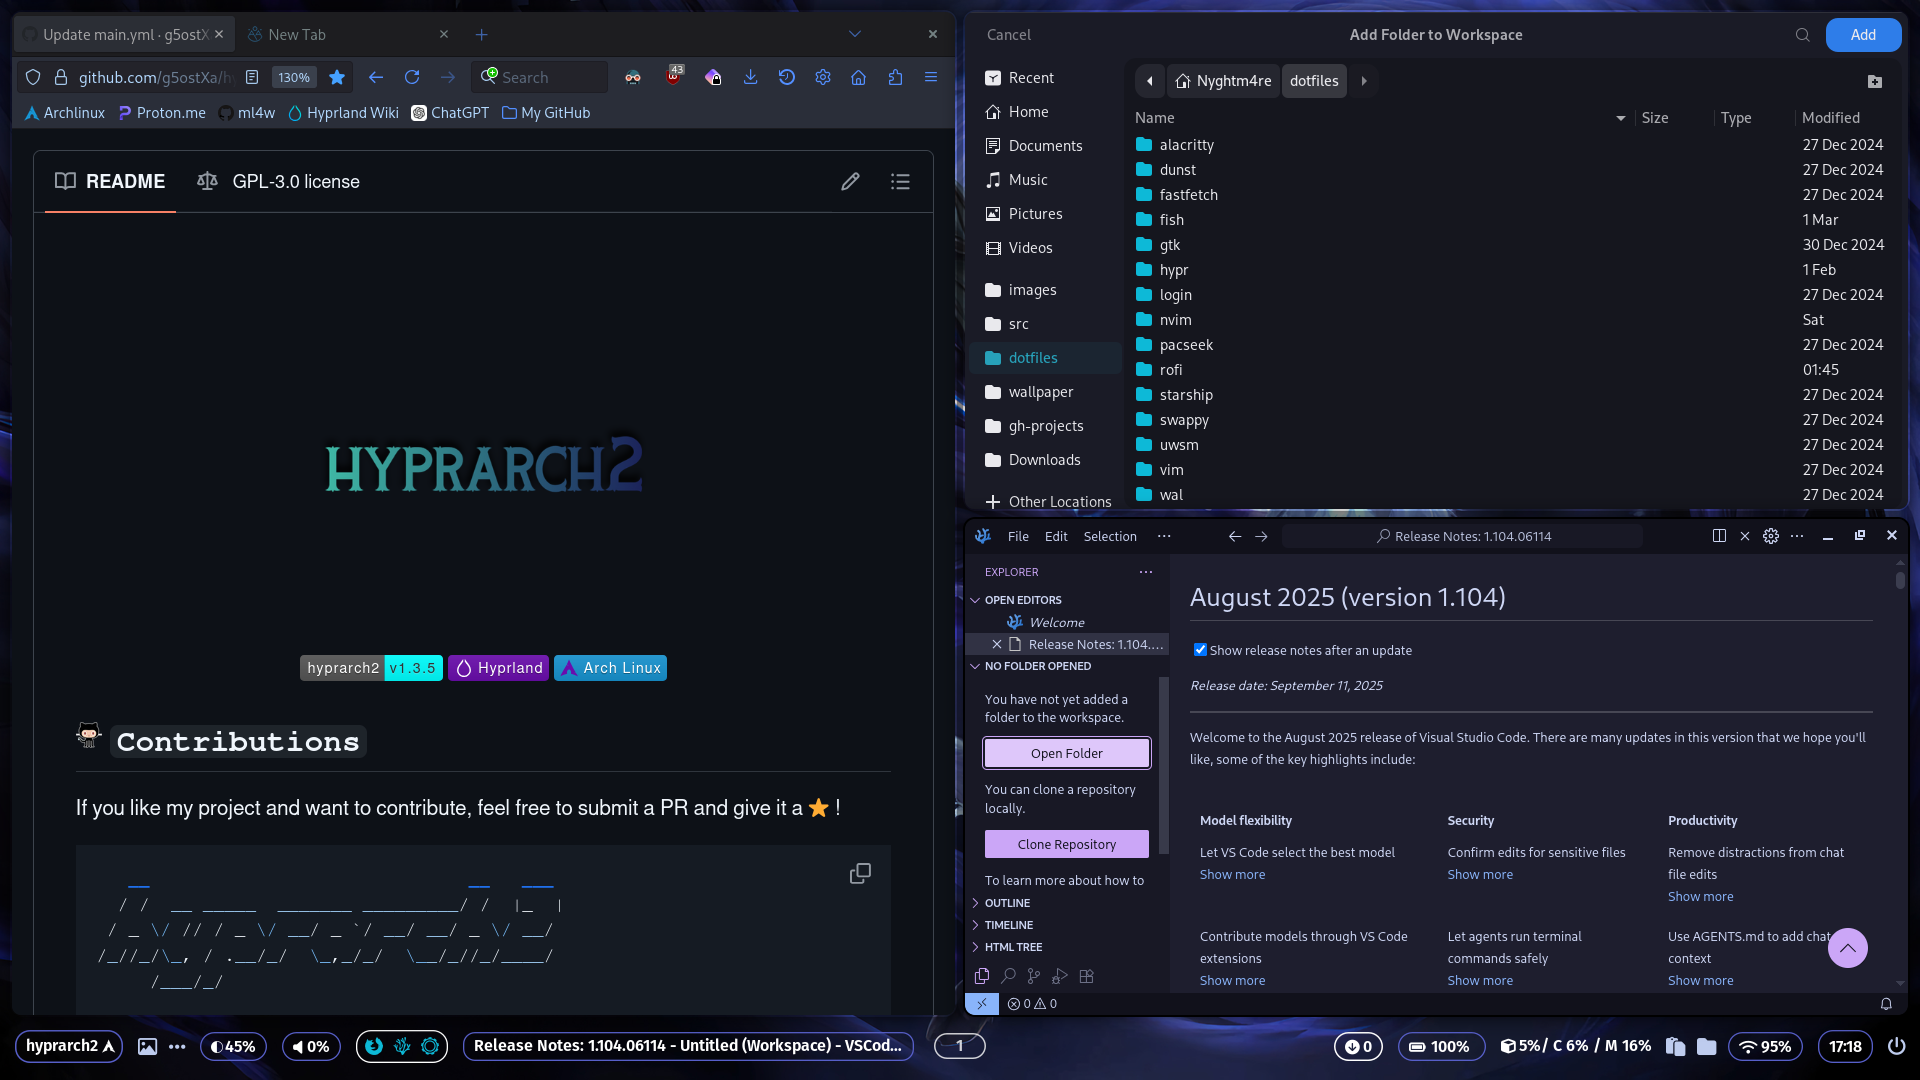 Update main.yml · g5ostX
New Tab
github.com/g5ostXa/hy
130%
Search
43
Archlinux
Proton.me
ml4w
Hyprland Wiki
ChatGPT
My GitHub
README
GPL-3.0 license
HYPRARCH2
hyprarch2 v1.3.5
Hyprland
Arch Linux
Contributions
If you like my project and want to contribute, feel free to submit a PR and give it a ⭐ !
Cancel
Add Folder to Workspace
Add
Recent
Home
Documents
Music
Pictures
Videos
images
src
dotfiles
wallpaper
gh-projects
Downloads
Other Locations
Nyghtm4re
dotfiles
Name Size Type Modified
alacritty 27 Dec 2024
dunst 27 Dec 2024
fastfetch 27 Dec 2024
fish 1 Mar
gtk 30 Dec 2024
hypr 1 Feb
login 27 Dec 2024
nvim Sat
pacseek 27 Dec 2024
rofi 01:45
starship 27 Dec 2024
swappy 27 Dec 2024
uwsm 27 Dec 2024
vim 27 Dec 2024
wal 27 Dec 2024
File Edit Selection ···
Release Notes: 1.104.06114
EXPLORER
OPEN EDITORS
Welcome
Release Notes: 1.104....
NO FOLDER OPENED
You have not yet added a
folder to the workspace.
Open Folder
You can clone a repository
locally.
Clone Repository
To learn more about how to
OUTLINE
TIMELINE
HTML TREE
0 0
August 2025 (version 1.104)
Show release notes after an update
Release date: September 11, 2025
Welcome to the August 2025 release of Visual Studio Code. There are many updates in this version that we hope you'll
like, some of the key highlights include:
Model flexibility
Security
Productivity
Let VS Code select the best model
Show more
Confirm edits for sensitive files
Show more
Remove distractions from chat
file edits
Show more
Contribute models through VS Code
extensions
Show more
Let agents run terminal
commands safely
Show more
Use AGENTS.md to add chat
context
Show more
hyprarch2
45%
0%
Release Notes: 1.104.06114 - Untitled (Workspace) - VSCod...
1
0
100%
5%/ C 6% / M 16%
95%
17:18